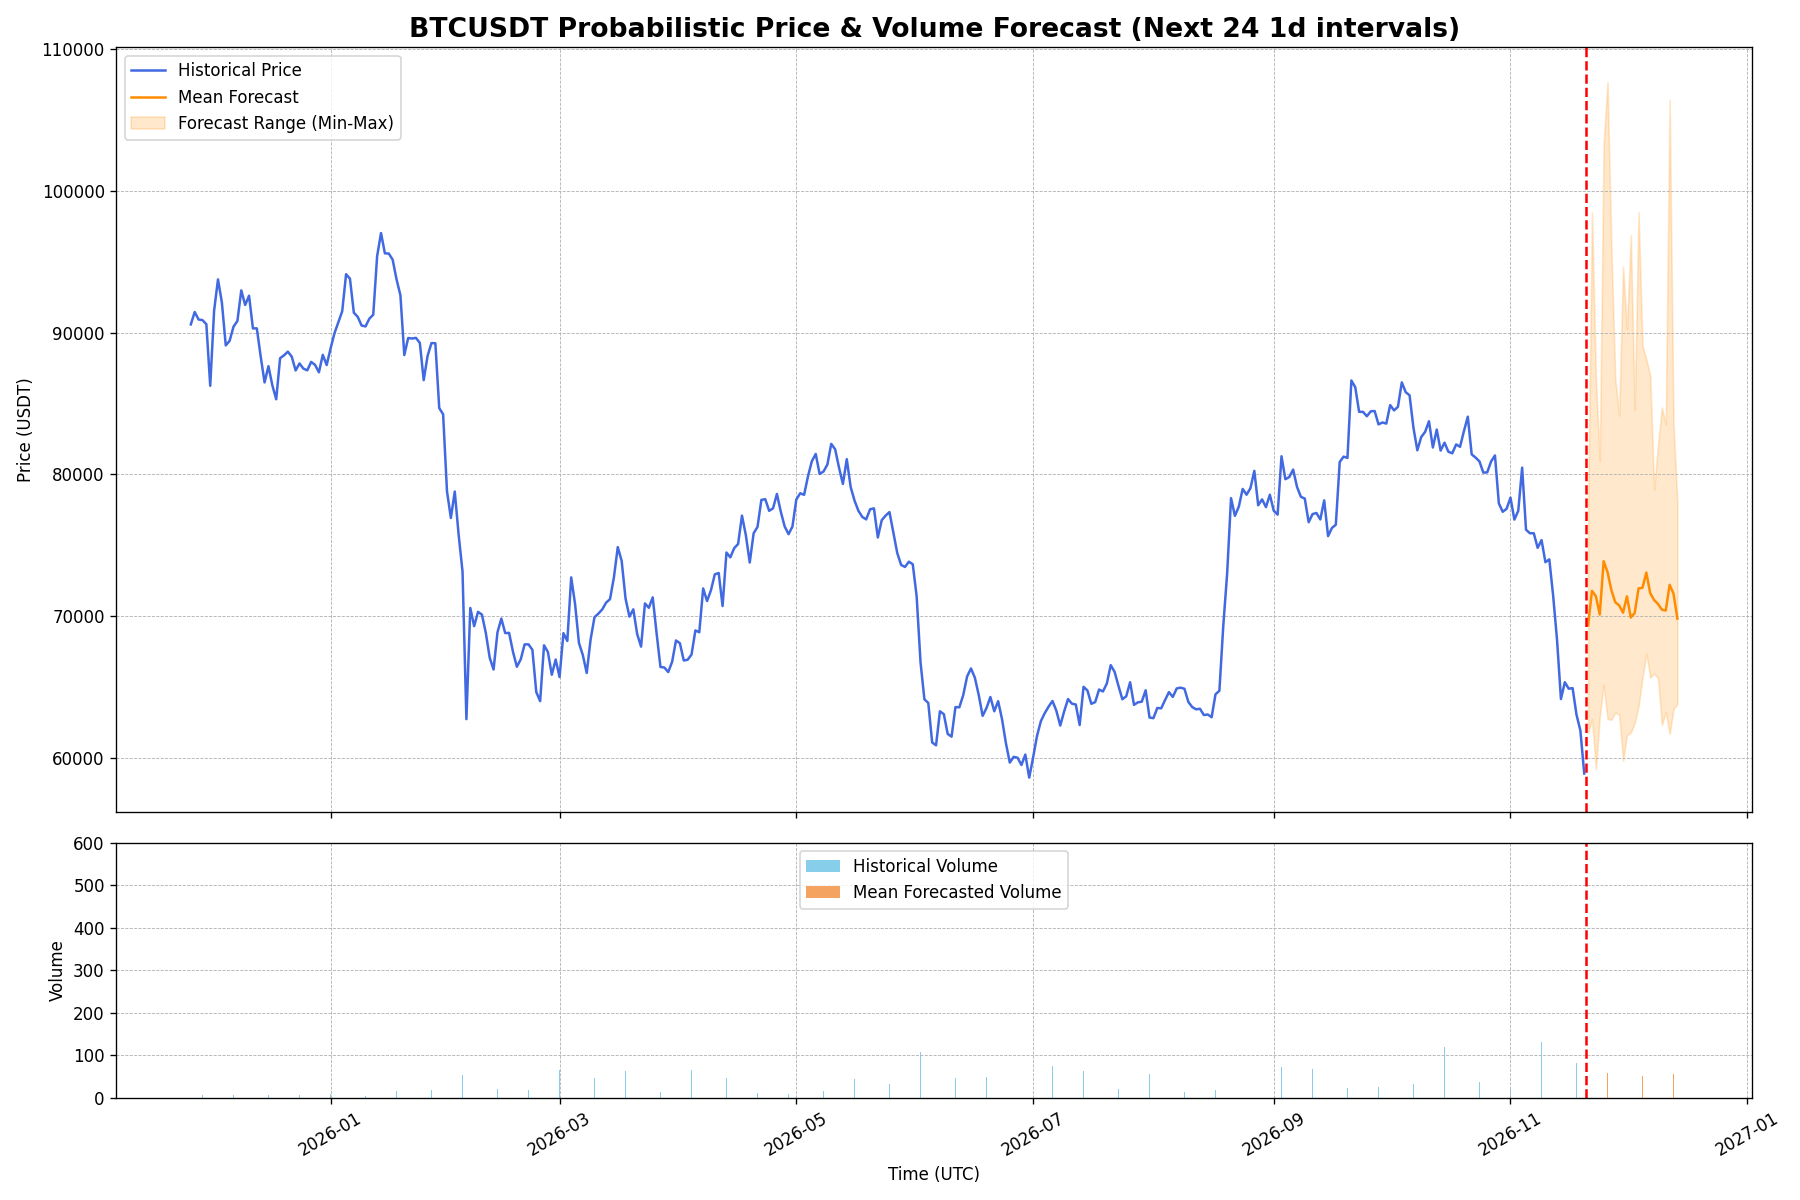 BTCUSDT Probabilistic Price & Volume Forecast (Next 24 1d intervals)
Historical Price
Mean Forecast
Forecast Range (Min-Max)
Price (USDT)
110000
100000
90000
80000
70000
60000
Historical Volume
Mean Forecasted Volume
Volume
600
500
400
300
200
100
0
2026-01
2026-03
2026-05
2026-07
2026-09
2026-11
2027-01
Time (UTC)